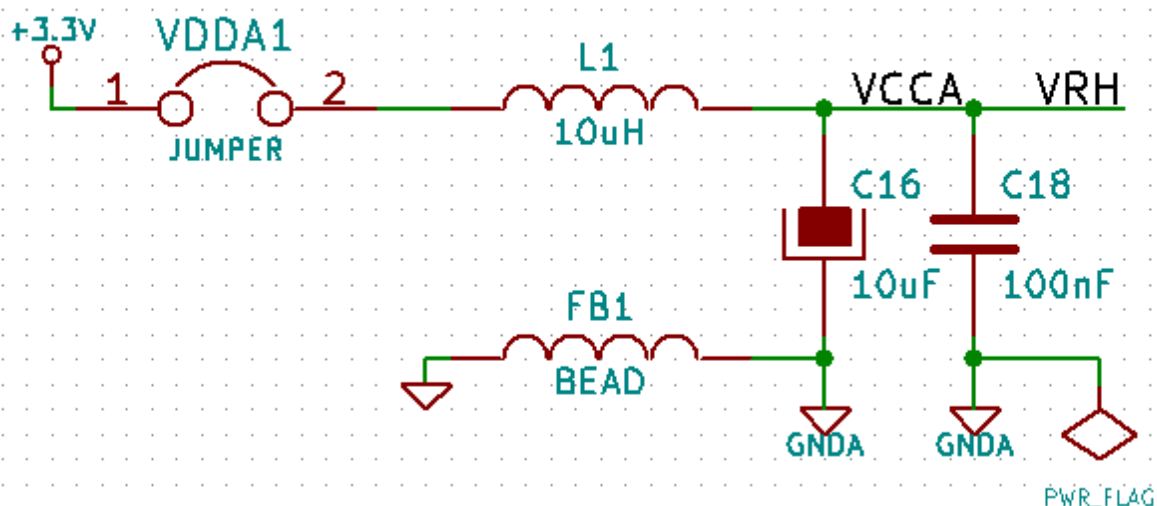 +3.3V
VDDA1
1
2
JUMPER
L1
10uH
VCCA
VRH
C16
10uF
C18
100nF
FB1
BEAD
GNDA
GNDA
PWR_FLAG